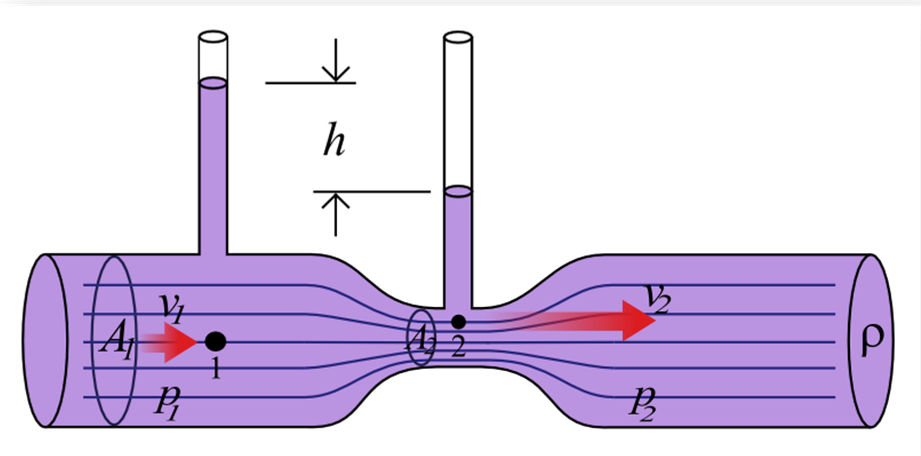 h
v₁
v₂
A₁
A₂
1
2
ρ
p₁
p₂